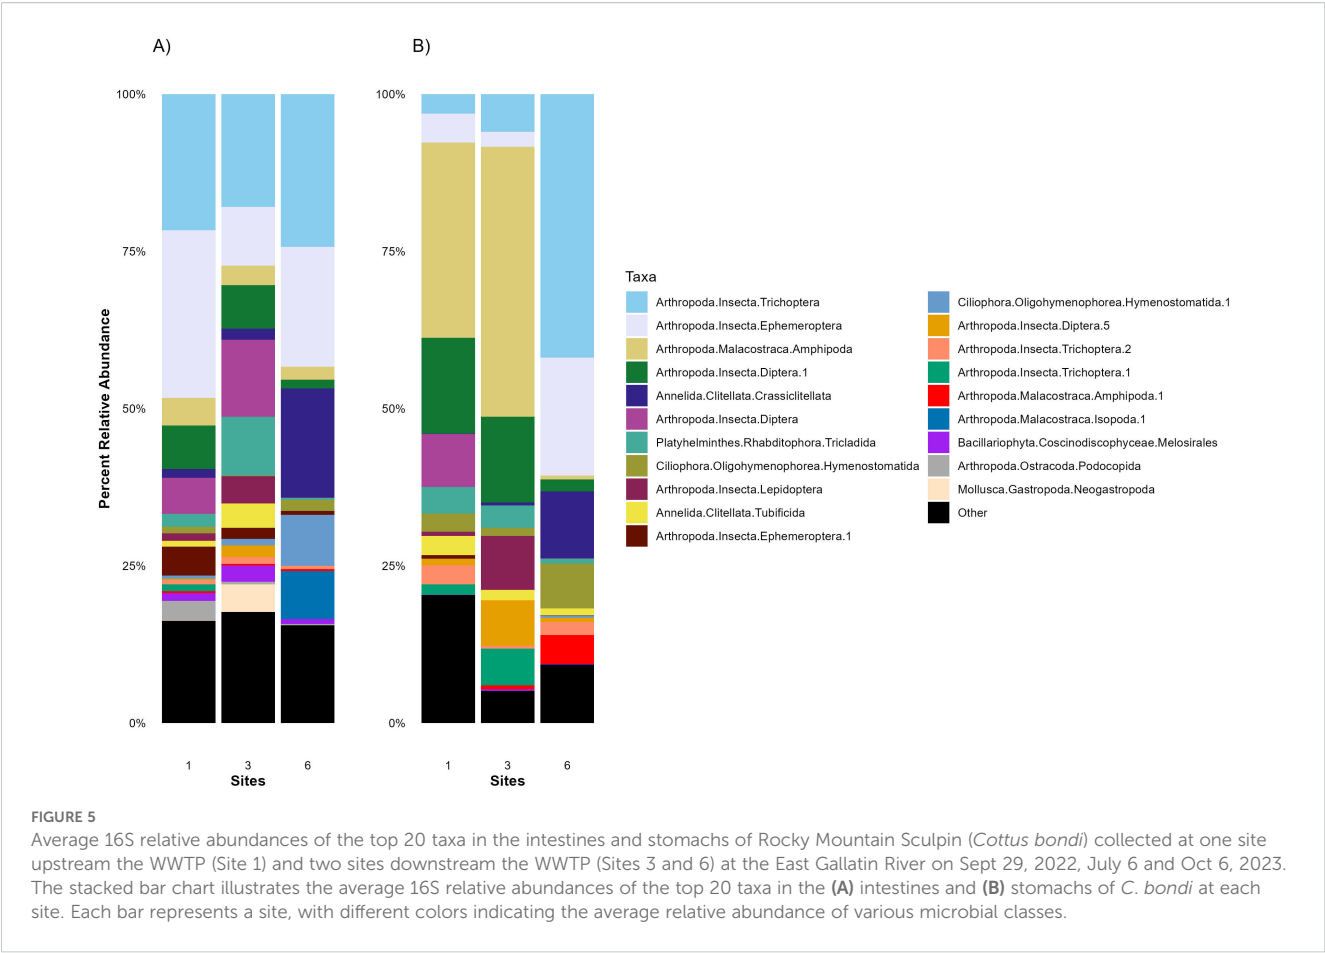 A)
B)
100%
75%
50%
25%
0%
100%
75%
50%
25%
0%
Percent Relative Abundance
1 3 6
Sites
1 3 6
Sites
Taxa
Arthropoda.Insecta.Trichoptera
Arthropoda.Insecta.Ephemeroptera
Arthropoda.Malacostraca.Amphipoda
Arthropoda.Insecta.Diptera.1
Annelida.Clitellata.Crassiclitellata
Arthropoda.Insecta.Diptera
Platyhelminthes.Rhabditophora.Tricladida
Ciliophora.Oligohymenophorea.Hymenostomatida
Arthropoda.Insecta.Lepidoptera
Annelida.Clitellata.Tubificida
Arthropoda.Insecta.Ephemeroptera.1
Ciliophora.Oligohymenophorea.Hymenostomatida.1
Arthropoda.Insecta.Diptera.5
Arthropoda.Insecta.Trichoptera.2
Arthropoda.Insecta.Trichoptera.1
Arthropoda.Malacostraca.Amphipoda.1
Arthropoda.Malacostraca.Isopoda.1
Bacillariophyta.Coscinodiscophyceae.Melosirales
Arthropoda.Ostracoda.Podocopida
Mollusca.Gastropoda.Neogastropoda
Other
FIGURE 5
Average 16S relative abundances of the top 20 taxa in the intestines and stomachs of Rocky Mountain Sculpin (Cottus bondi) collected at one site
upstream the WWTP (Site 1) and two sites downstream the WWTP (Sites 3 and 6) at the East Gallatin River on Sept 29, 2022, July 6 and Oct 6, 2023.
The stacked bar chart illustrates the average 16S relative abundances of the top 20 taxa in the (A) intestines and (B) stomachs of C. bondi at each
site. Each bar represents a site, with different colors indicating the average relative abundance of various microbial classes.